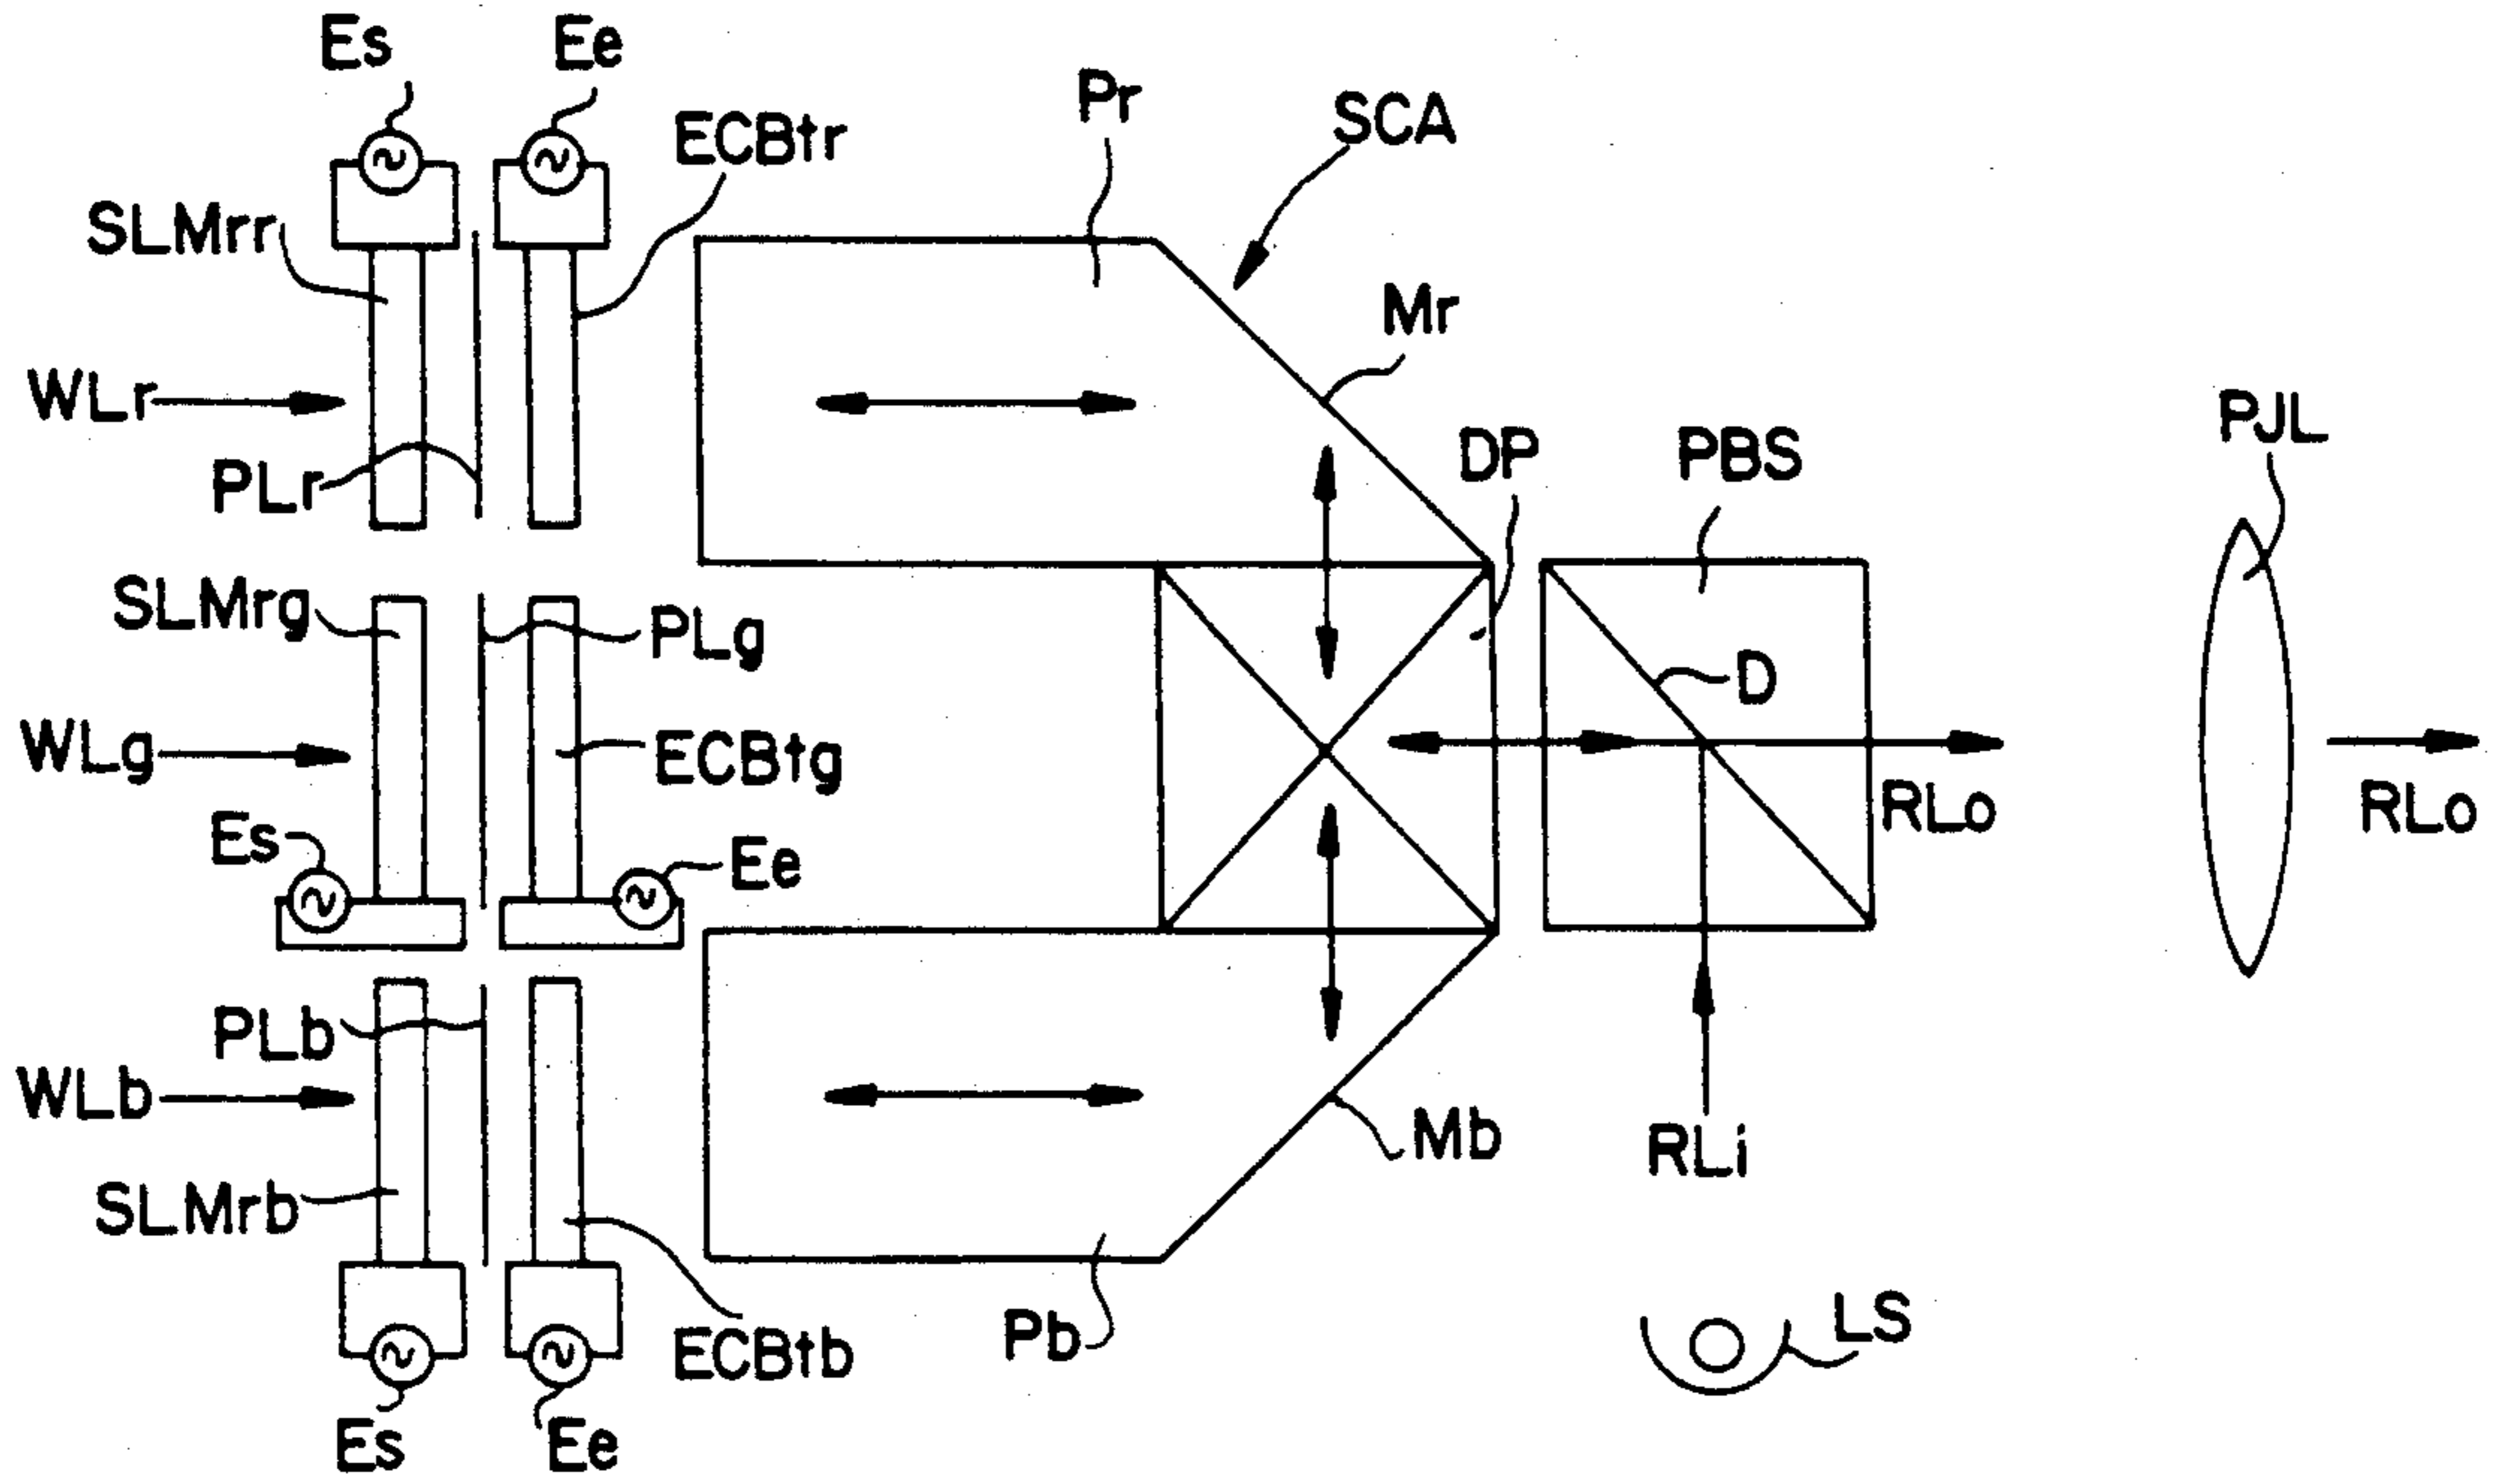 Es
Ee
Pr
SCA
ECBtr
SLMrr
Mr
WLr
PJL
DP
PBS
PLr
SLMrg
PLg
D
WLg
ECBtg
RLo
RLo
Es
Ee
PLb
WLb
Mb
RLi
SLMrb
Pb
LS
ECBtb
Es
Ee